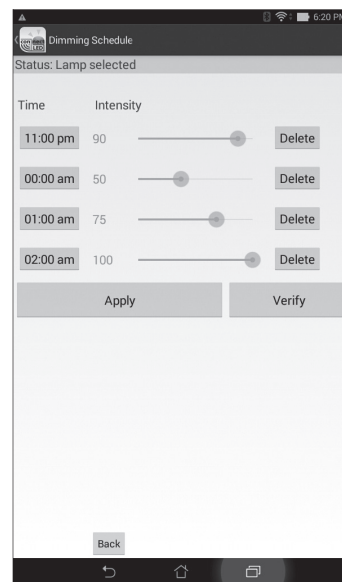 6:20 PM
Dimming Schedule
Status: Lamp selected
Time Intensity
11:00 pm 90 Delete
00:00 am 50 Delete
01:00 am 75 Delete
02:00 am 100 Delete
Apply Verify
Back